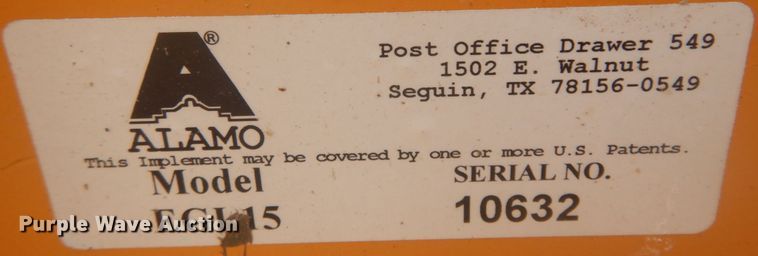 ®
ALAMO
Post Office Drawer 549
1502 E. Walnut
Seguin, TX 78156-0549
This Implement may be covered by one or more U.S. Patents.
Model
SERIAL NO.
10632
Purple Wave Auction